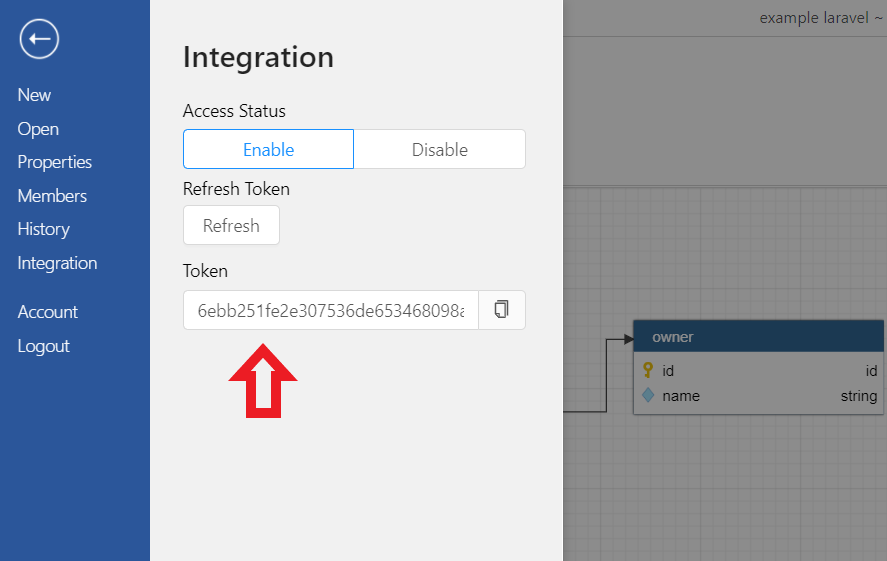 New
Open
Properties
Members
History
Integration
Account
Logout
Integration
Access Status
Enable Disable
Refresh Token
Refresh
Token
6ebb251fe2e307536de653468098a
example laravel ~
owner
id id
name string